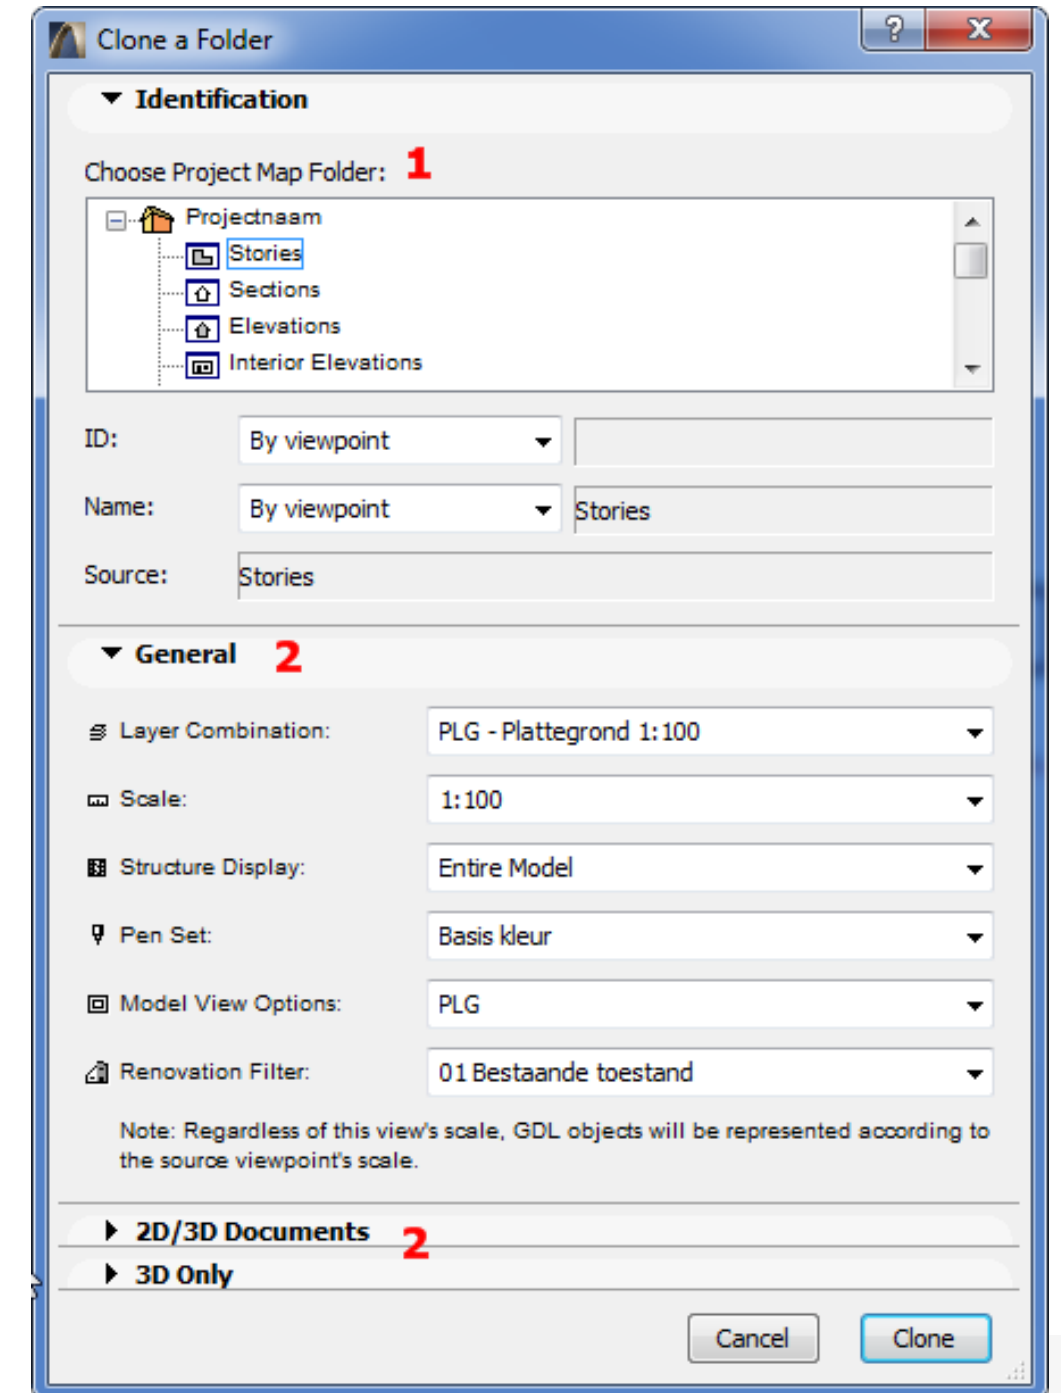 Clone a Folder
? X
Identification
Choose Project Map Folder: 1
Projectnaam
Stories
Sections
Elevations
Interior Elevations
ID: By viewpoint
Name: By viewpoint Stories
Source: Stories
General 2
Layer Combination: PLG - Plattegrond 1:100
Scale: 1:100
Structure Display: Entire Model
Pen Set: Basis kleur
Model View Options: PLG
Renovation Filter: 01 Bestaande toestand
Note: Regardless of this view's scale, GDL objects will be represented according to
the source viewpoint's scale.
2D/3D Documents 2
3D Only
Cancel Clone